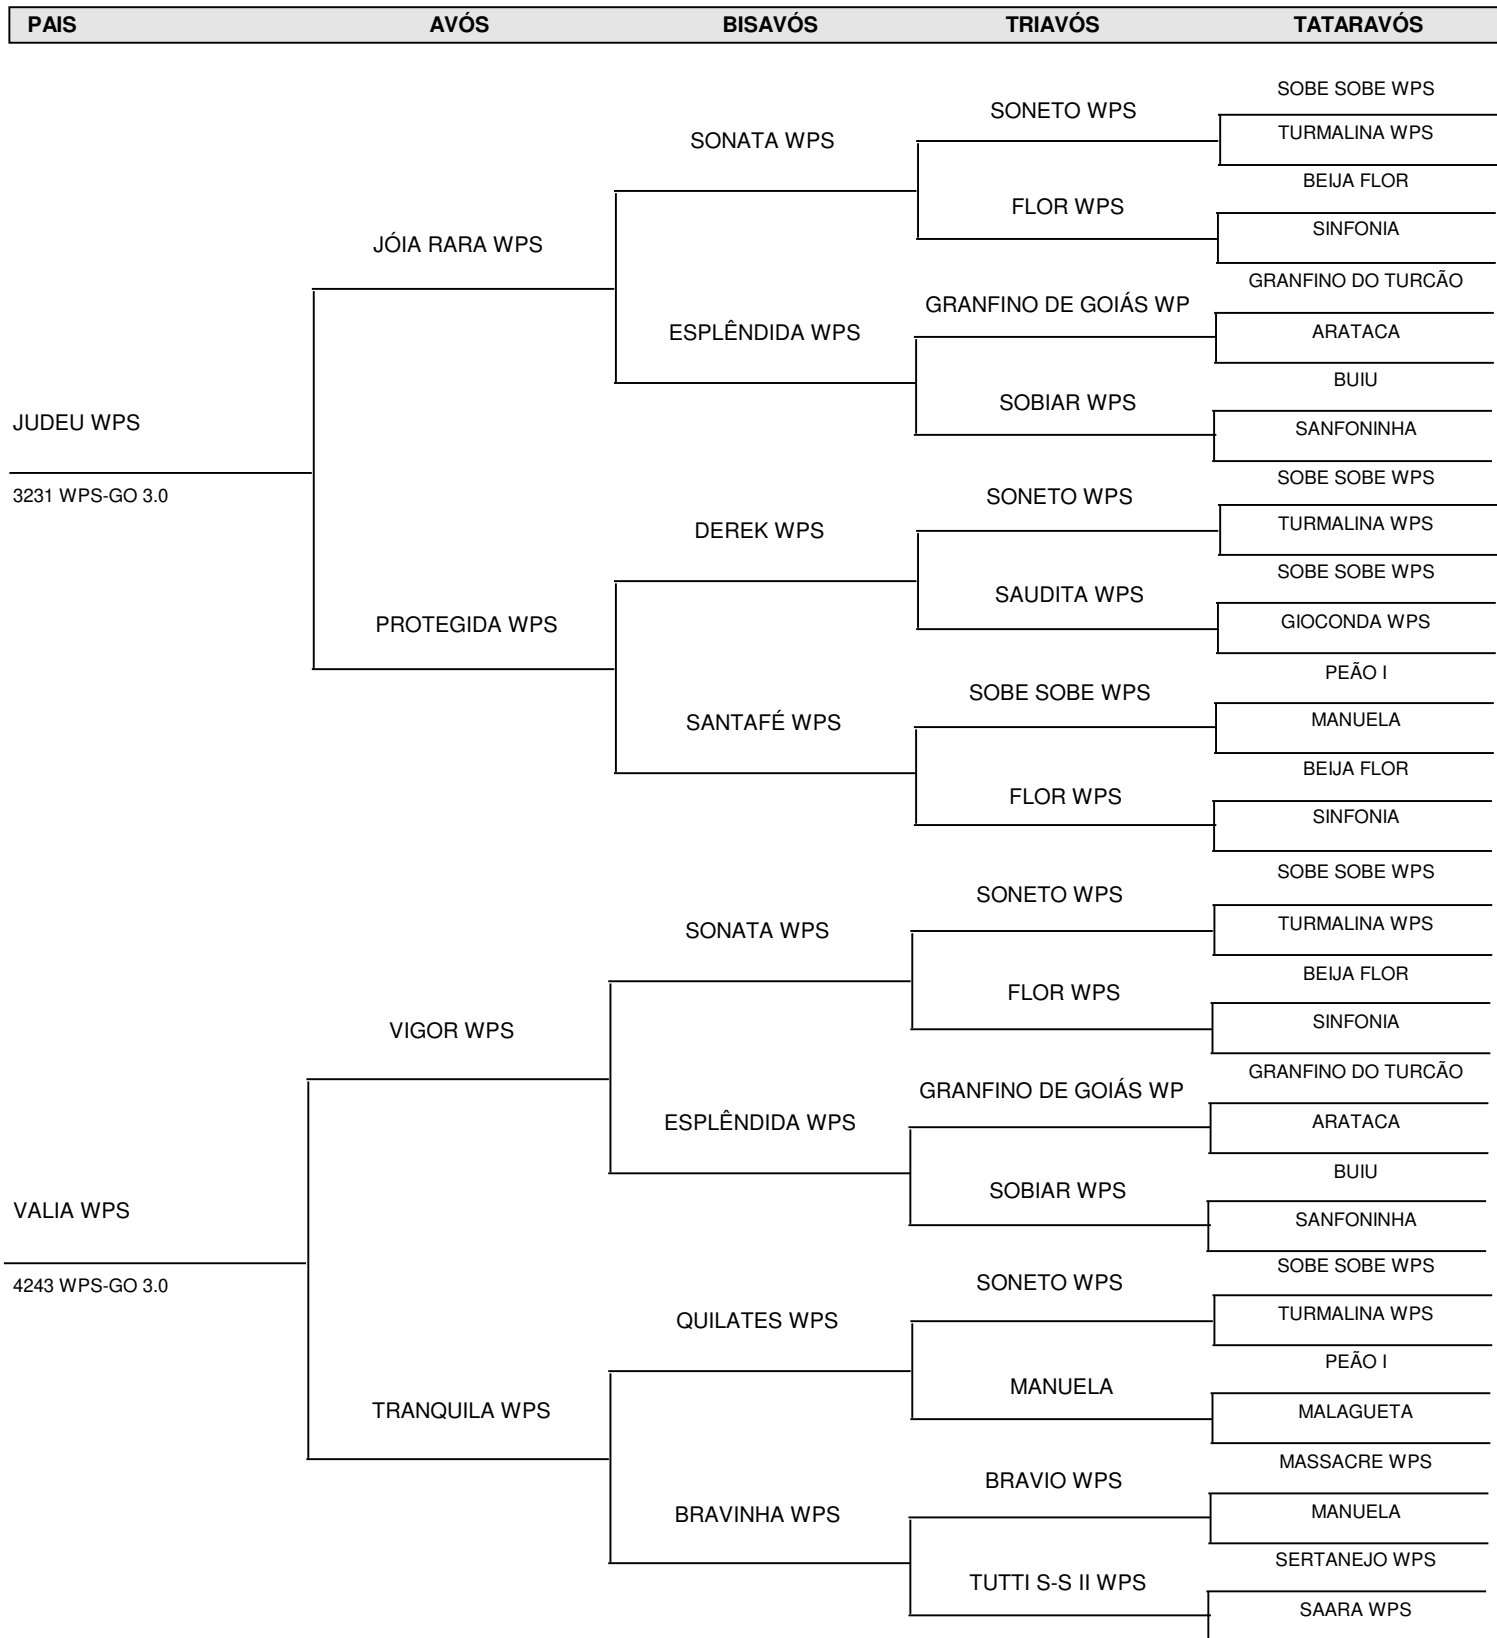 PAIS AVÓS BISAVÓS TRIAVÓS TATARAVÓS
SOBE SOBE WPS
SONETO WPS
TURMALINA WPS
SONATA WPS
BEIJA FLOR
FLOR WPS
SINFONIA
JÓIA RARA WPS
GRANFINO DO TURCÃO
GRANFINO DE GOIÁS WP
ARATACA
ESPLÊNDIDA WPS
BUIU
SOBIAR WPS
SANFONINHA
JUDEU WPS
3231 WPS-GO 3.0
SOBE SOBE WPS
SONETO WPS
TURMALINA WPS
DEREK WPS
SOBE SOBE WPS
SAUDITA WPS
GIOCONDA WPS
PROTEGIDA WPS
PEÃO I
SOBE SOBE WPS
MANUELA
SANTAFÉ WPS
BEIJA FLOR
FLOR WPS
SINFONIA
SOBE SOBE WPS
SONETO WPS
TURMALINA WPS
SONATA WPS
BEIJA FLOR
FLOR WPS
SINFONIA
VIGOR WPS
GRANFINO DO TURCÃO
GRANFINO DE GOIÁS WP
ARATACA
ESPLÊNDIDA WPS
BUIU
SOBIAR WPS
SANFONINHA
VALIA WPS
4243 WPS-GO 3.0
SOBE SOBE WPS
SONETO WPS
TURMALINA WPS
QUILATES WPS
PEÃO I
MANUELA
MALAGUETA
TRANQUILA WPS
MASSACRE WPS
BRAVIO WPS
MANUELA
BRAVINHA WPS
SERTANEJO WPS
TUTTI S-S II WPS
SAARA WPS